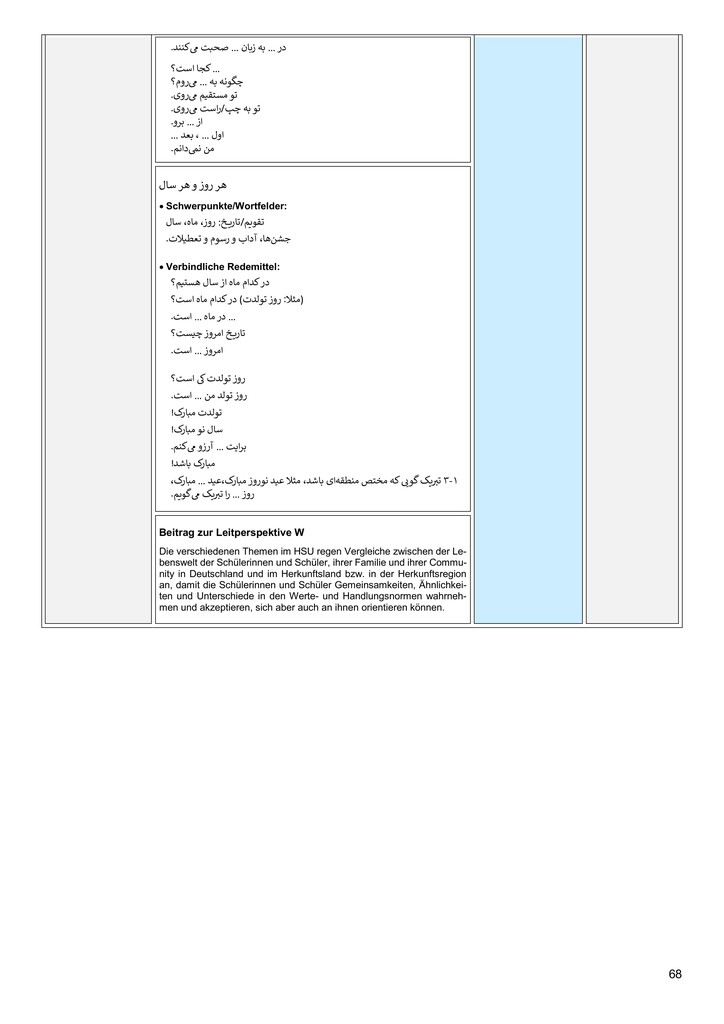 در ... به زبان ... صحبت می‌کنند.
... کجا است؟
چگونه به ... می‌روم؟
تو مستقیم می‌روی.
تو به چپ/راست می‌روی.
از ... برو.
اول ... ، بعد ...
من نمی‌دانم.
هر روز و هر سال
• Schwerpunkte/Wortfelder:
تقویم/تاریخ: روز، ماه، سال
جشن‌ها، آداب و رسوم و تعطیلات.
• Verbindliche Redemittel:
در کدام ماه از سال هستیم؟
(مثلا: روز تولدت) در کدام ماه است؟
... در ماه ... است.
تاریخ امروز چیست؟
امروز ... است.
روز تولدت کی است؟
روز تولد من ... است.
تولدت مبارک!
سال نو مبارک!
برایت ... آرزو می‌کنم.
مبارک باشد!
۳-۱ تبریک گویی که مختص منطقه‌ای باشد، مثلا عید نوروز مبارک،عید ... مبارک،
روز ... را تبریک می‌گویم.
Beitrag zur Leitperspektive W
Die verschiedenen Themen im HSU regen Vergleiche zwischen der Le-
benswelt der Schülerinnen und Schüler, ihrer Familie und ihrer Commu-
nity in Deutschland und im Herkunftsland bzw. in der Herkunftsregion
an, damit die Schülerinnen und Schüler Gemeinsamkeiten, Ähnlichkei-
ten und Unterschiede in den Werte- und Handlungsnormen wahrneh-
men und akzeptieren, sich aber auch an ihnen orientieren können.
68